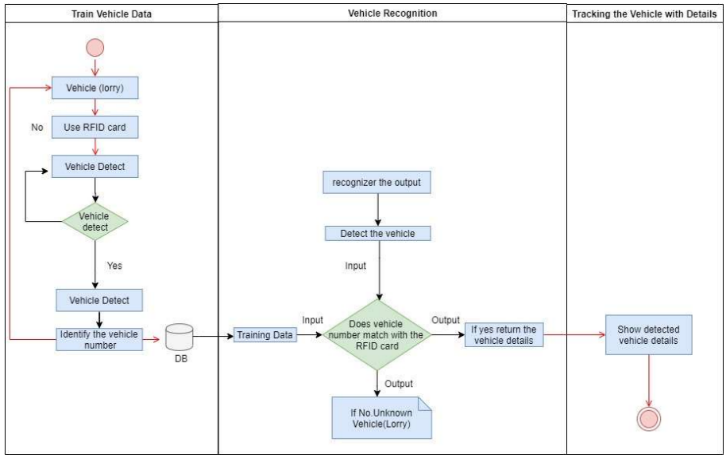 Train Vehicle Data
Vehicle Recognition
Tracking the Vehicle with Details
Vehicle (lorry)
No
Use RFID card
Vehicle Detect
Vehicle
detect
Yes
Vehicle Detect
Identify the vehicle
number
DB
recognizer the output
Detect the vehicle
Input
Training Data
Input
Does vehicle
number match with the
RFID card
Output
If yes return the
vehicle details
Output
If No.Unknown
Vehicle(Lorry)
Show detected
vehicle details